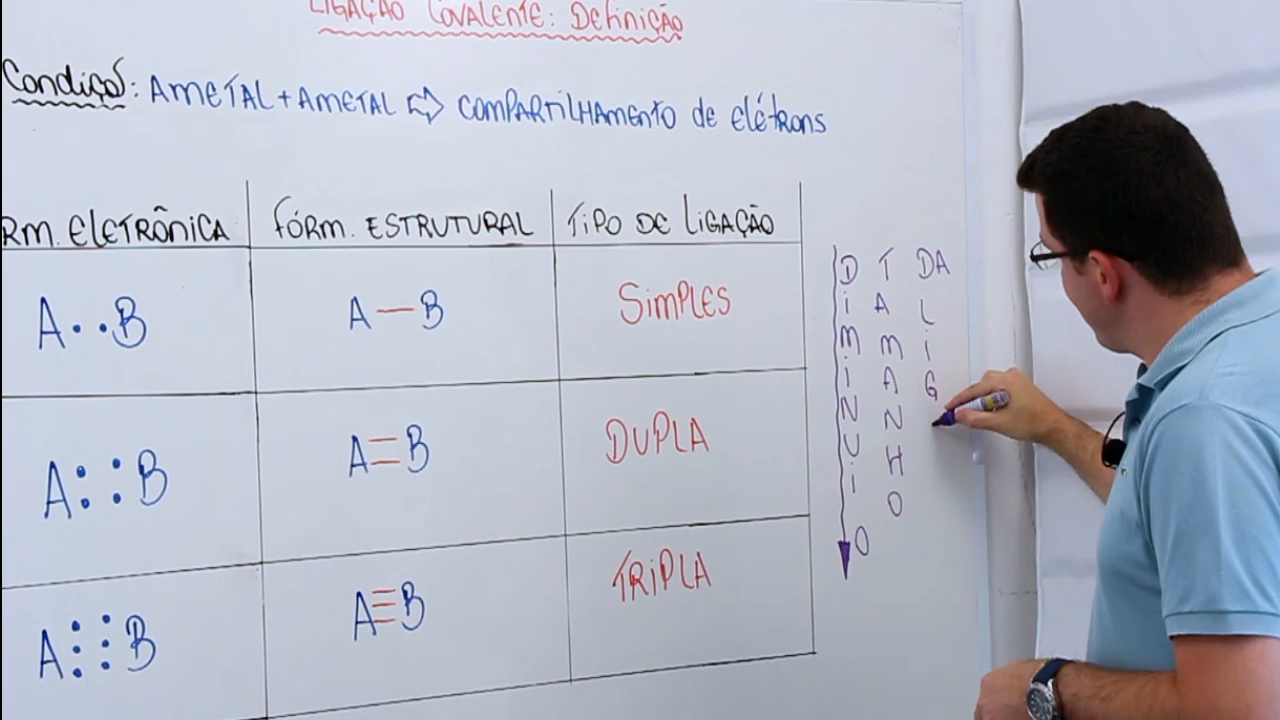 LIGAÇÃO COVALENTE: DEFINIÇÃO
Condição: AMETAL + AMETAL ⇨ COMPARTILHAMENTO de elétrons
RM. ELETRÔNICA FÓRM. ESTRUTURAL TIPO DE LIGAÇÃO
A··B A—B SIMPLES
A: :B A=B DUPLA
A⋮ ⋮B A≡B TRIPLA
DIMINUI O
TAMANHO
DA LIG